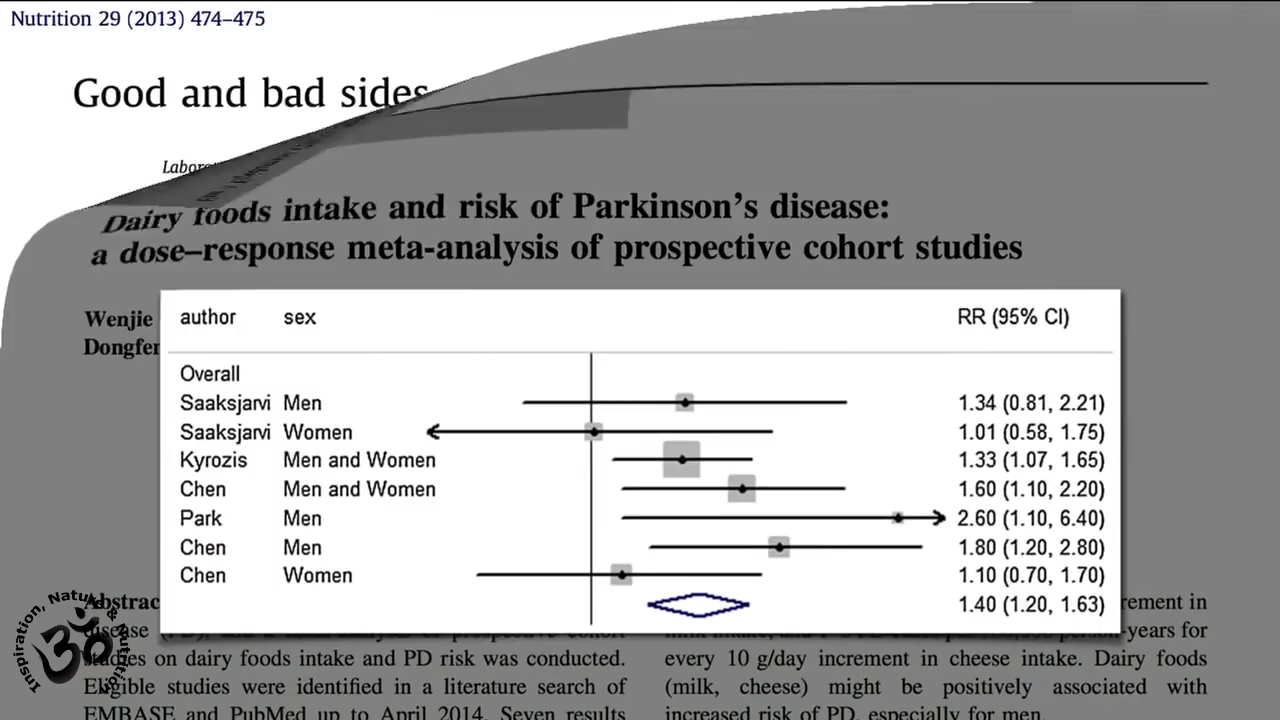 Nutrition 29 (2013) 474–475
Good and bad sides
Dairy foods intake and risk of Parkinson's disease:
a dose–response meta-analysis of prospective cohort studies
Wenjie
author sex RR (95% CI)
Overall
Saaksjarvi Men 1.34 (0.81, 2.21)
Saaksjarvi Women 1.01 (0.58, 1.75)
Kyrozis Men and Women 1.33 (1.07, 1.65)
Chen Men and Women 1.60 (1.10, 2.20)
Park Men 2.60 (1.10, 6.40)
Chen Men 1.80 (1.20, 2.80)
Chen Women 1.10 (0.70, 1.70)
1.40 (1.20, 1.63)
disease
studies on dairy foods intake and PD risk was conducted.
Eligible studies were identified in a literature search of
EMBASE and PubMed up to April 2014. Seven results
in
-years for
every 10 g/day increment in cheese intake. Dairy foods
(milk, cheese) might be positively associated with
increased risk of PD, especially for men.
Inspiration, Nature & Nutrition
ॐ